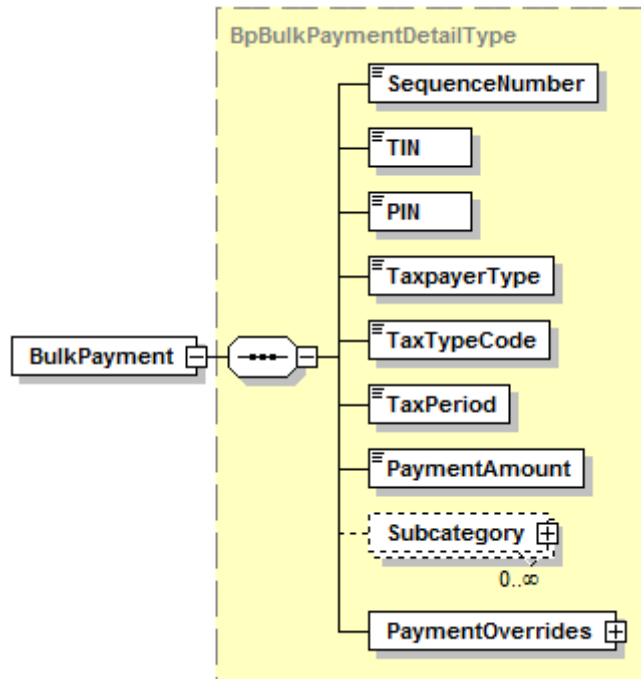 BpBulkPaymentDetailType
SequenceNumber
TIN
PIN
TaxpayerType
BulkPayment
TaxTypeCode
TaxPeriod
PaymentAmount
Subcategory
0..∞
PaymentOverrides